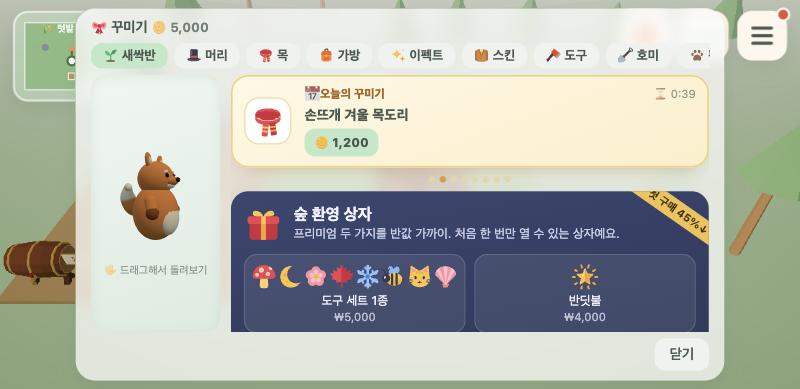 텃밭
꾸미기 5,000
새싹반 머리 목 가방 이펙트 스킨 도구 호미
오늘의 꾸미기 0:39
손뜨개 겨울 목도리
1,200
숲 환영 상자
프리미엄 두 가지를 반값 가까이. 처음 한 번만 열 수 있는 상자예요.
첫 구매 45%↓
도구 세트 1종
₩5,000
반딧불
₩4,000
드래그해서 돌려보기
닫기